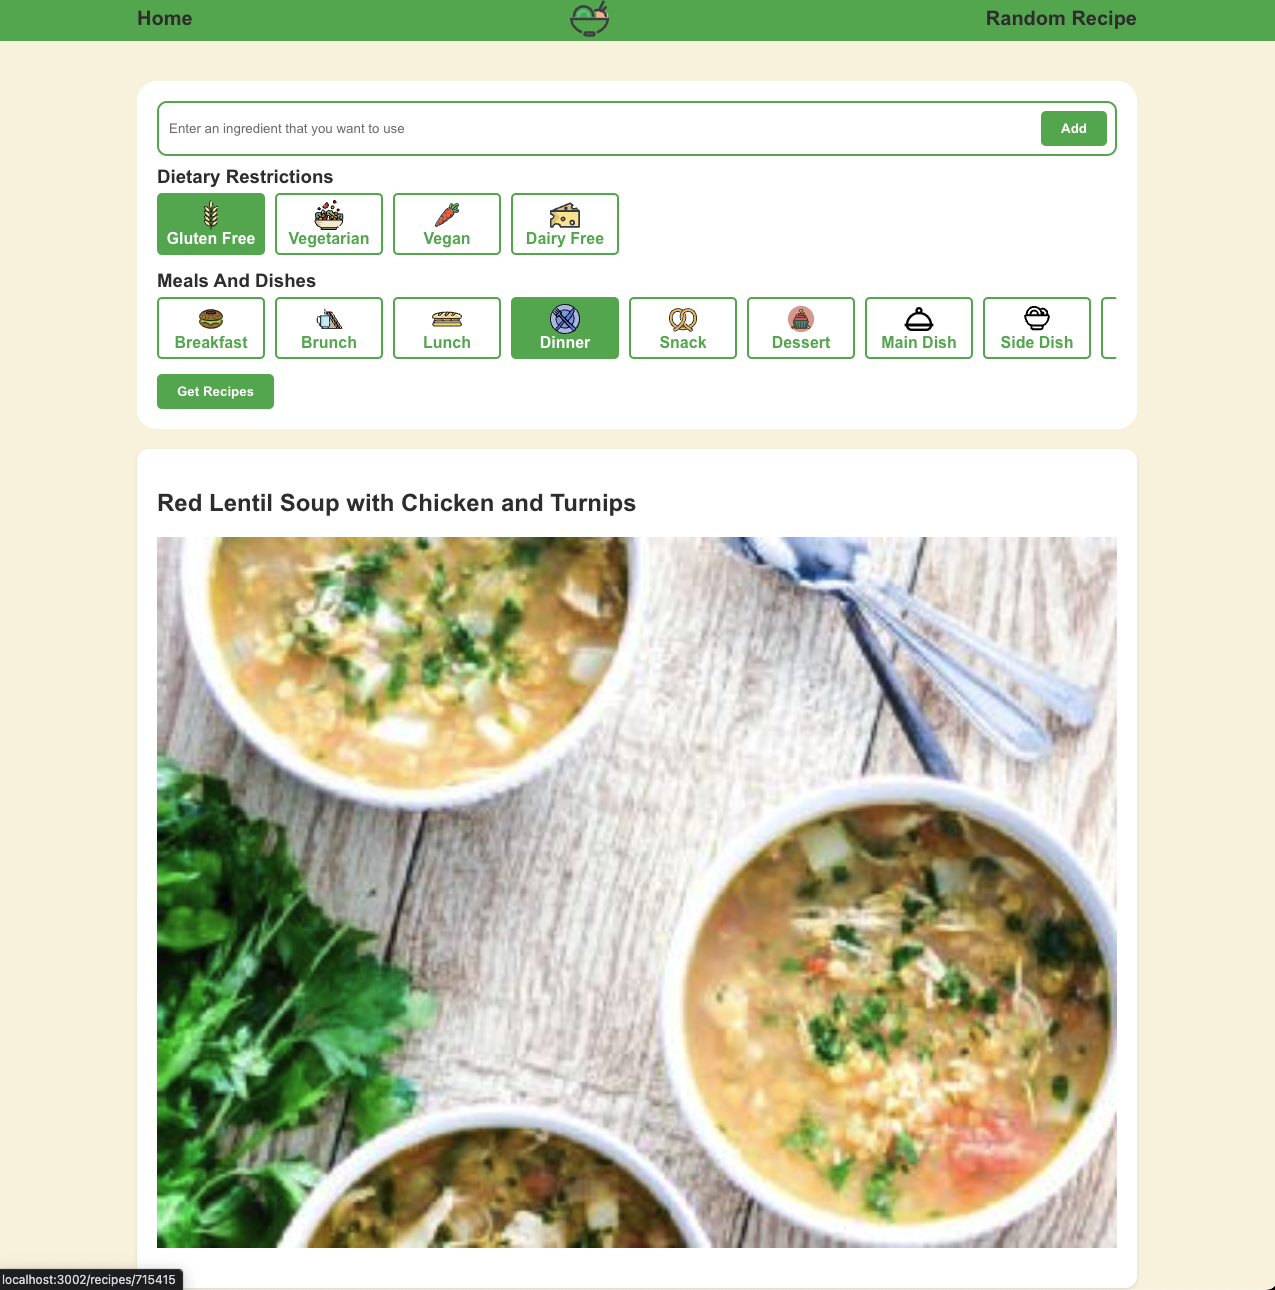 Home Random Recipe
Enter an ingredient that you want to use Add
Dietary Restrictions
Gluten Free Vegetarian Vegan Dairy Free
Meals And Dishes
Breakfast Brunch Lunch Dinner Snack Dessert Main Dish Side Dish
Get Recipes
Red Lentil Soup with Chicken and Turnips
localhost:3002/recipes/715415